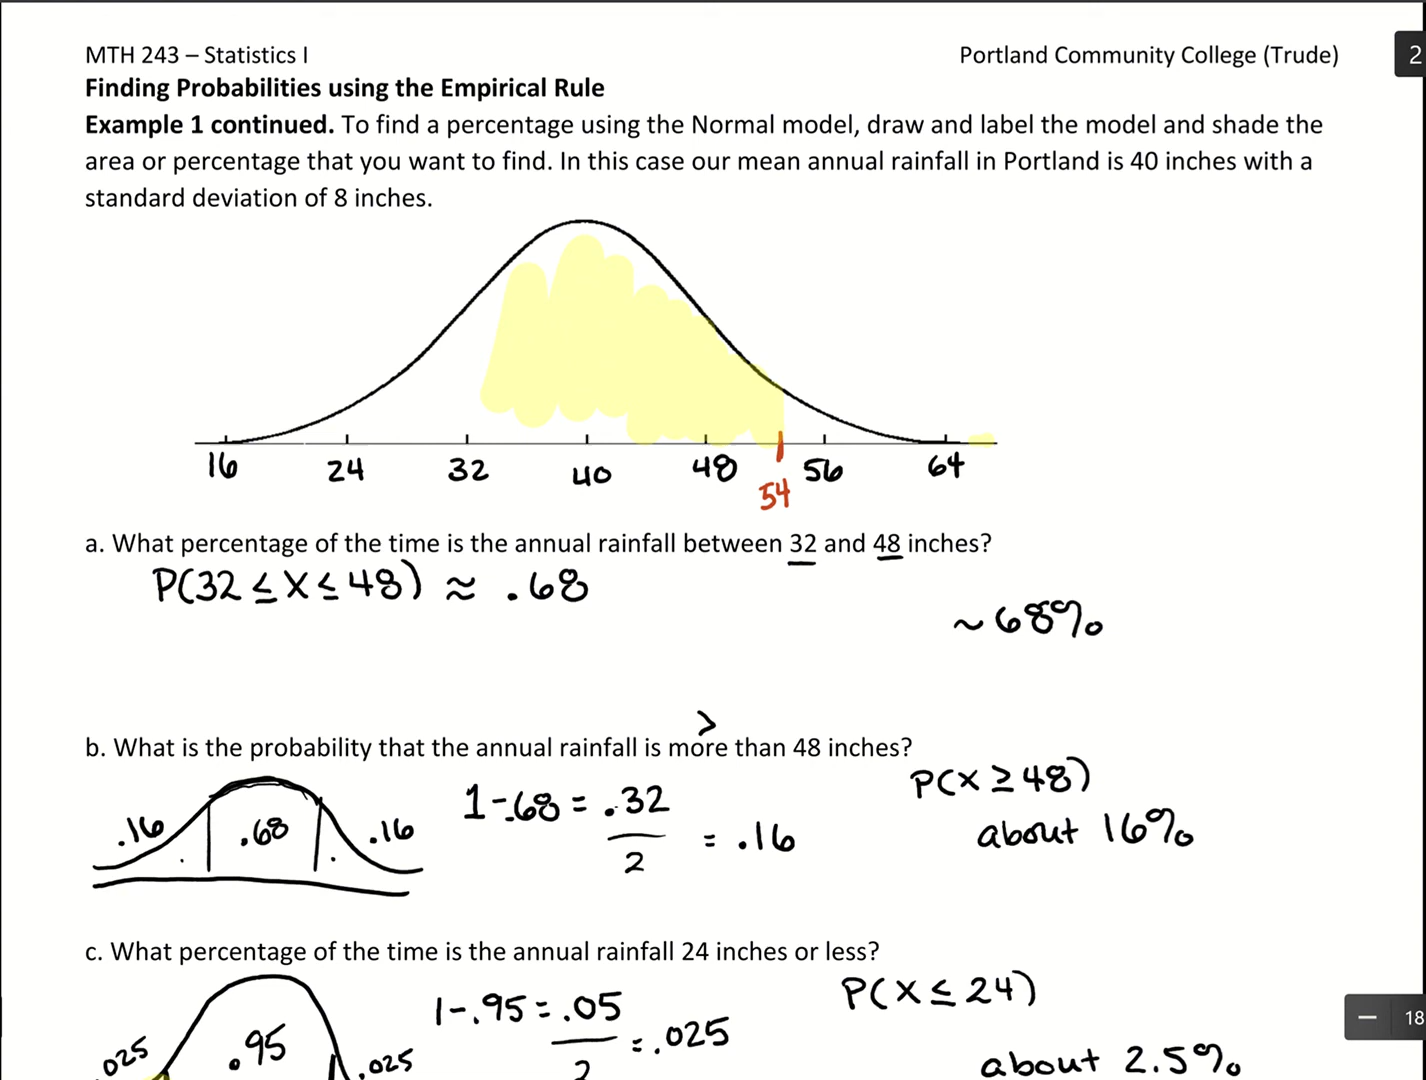 MTH 243 – Statistics I
Portland Community College (Trude)
2
Finding Probabilities using the Empirical Rule
Example 1 continued. To find a percentage using the Normal model, draw and label the model and shade the
area or percentage that you want to find. In this case our mean annual rainfall in Portland is 40 inches with a
standard deviation of 8 inches.
16 24 32 40 48 56 64
54
a. What percentage of the time is the annual rainfall between 32 and 48 inches?
P(32 ≤ X ≤ 48) ≈ .68
~68%
>
b. What is the probability that the annual rainfall is more than 48 inches?
P(X ≥ 48)
.16 .68 .16
1-.68 = .32
2
= .16
about 16%
c. What percentage of the time is the annual rainfall 24 inches or less?
P(X ≤ 24)
1-.95 = .05
2
= .025
.025 .95 .025
about 2.5%
— 18